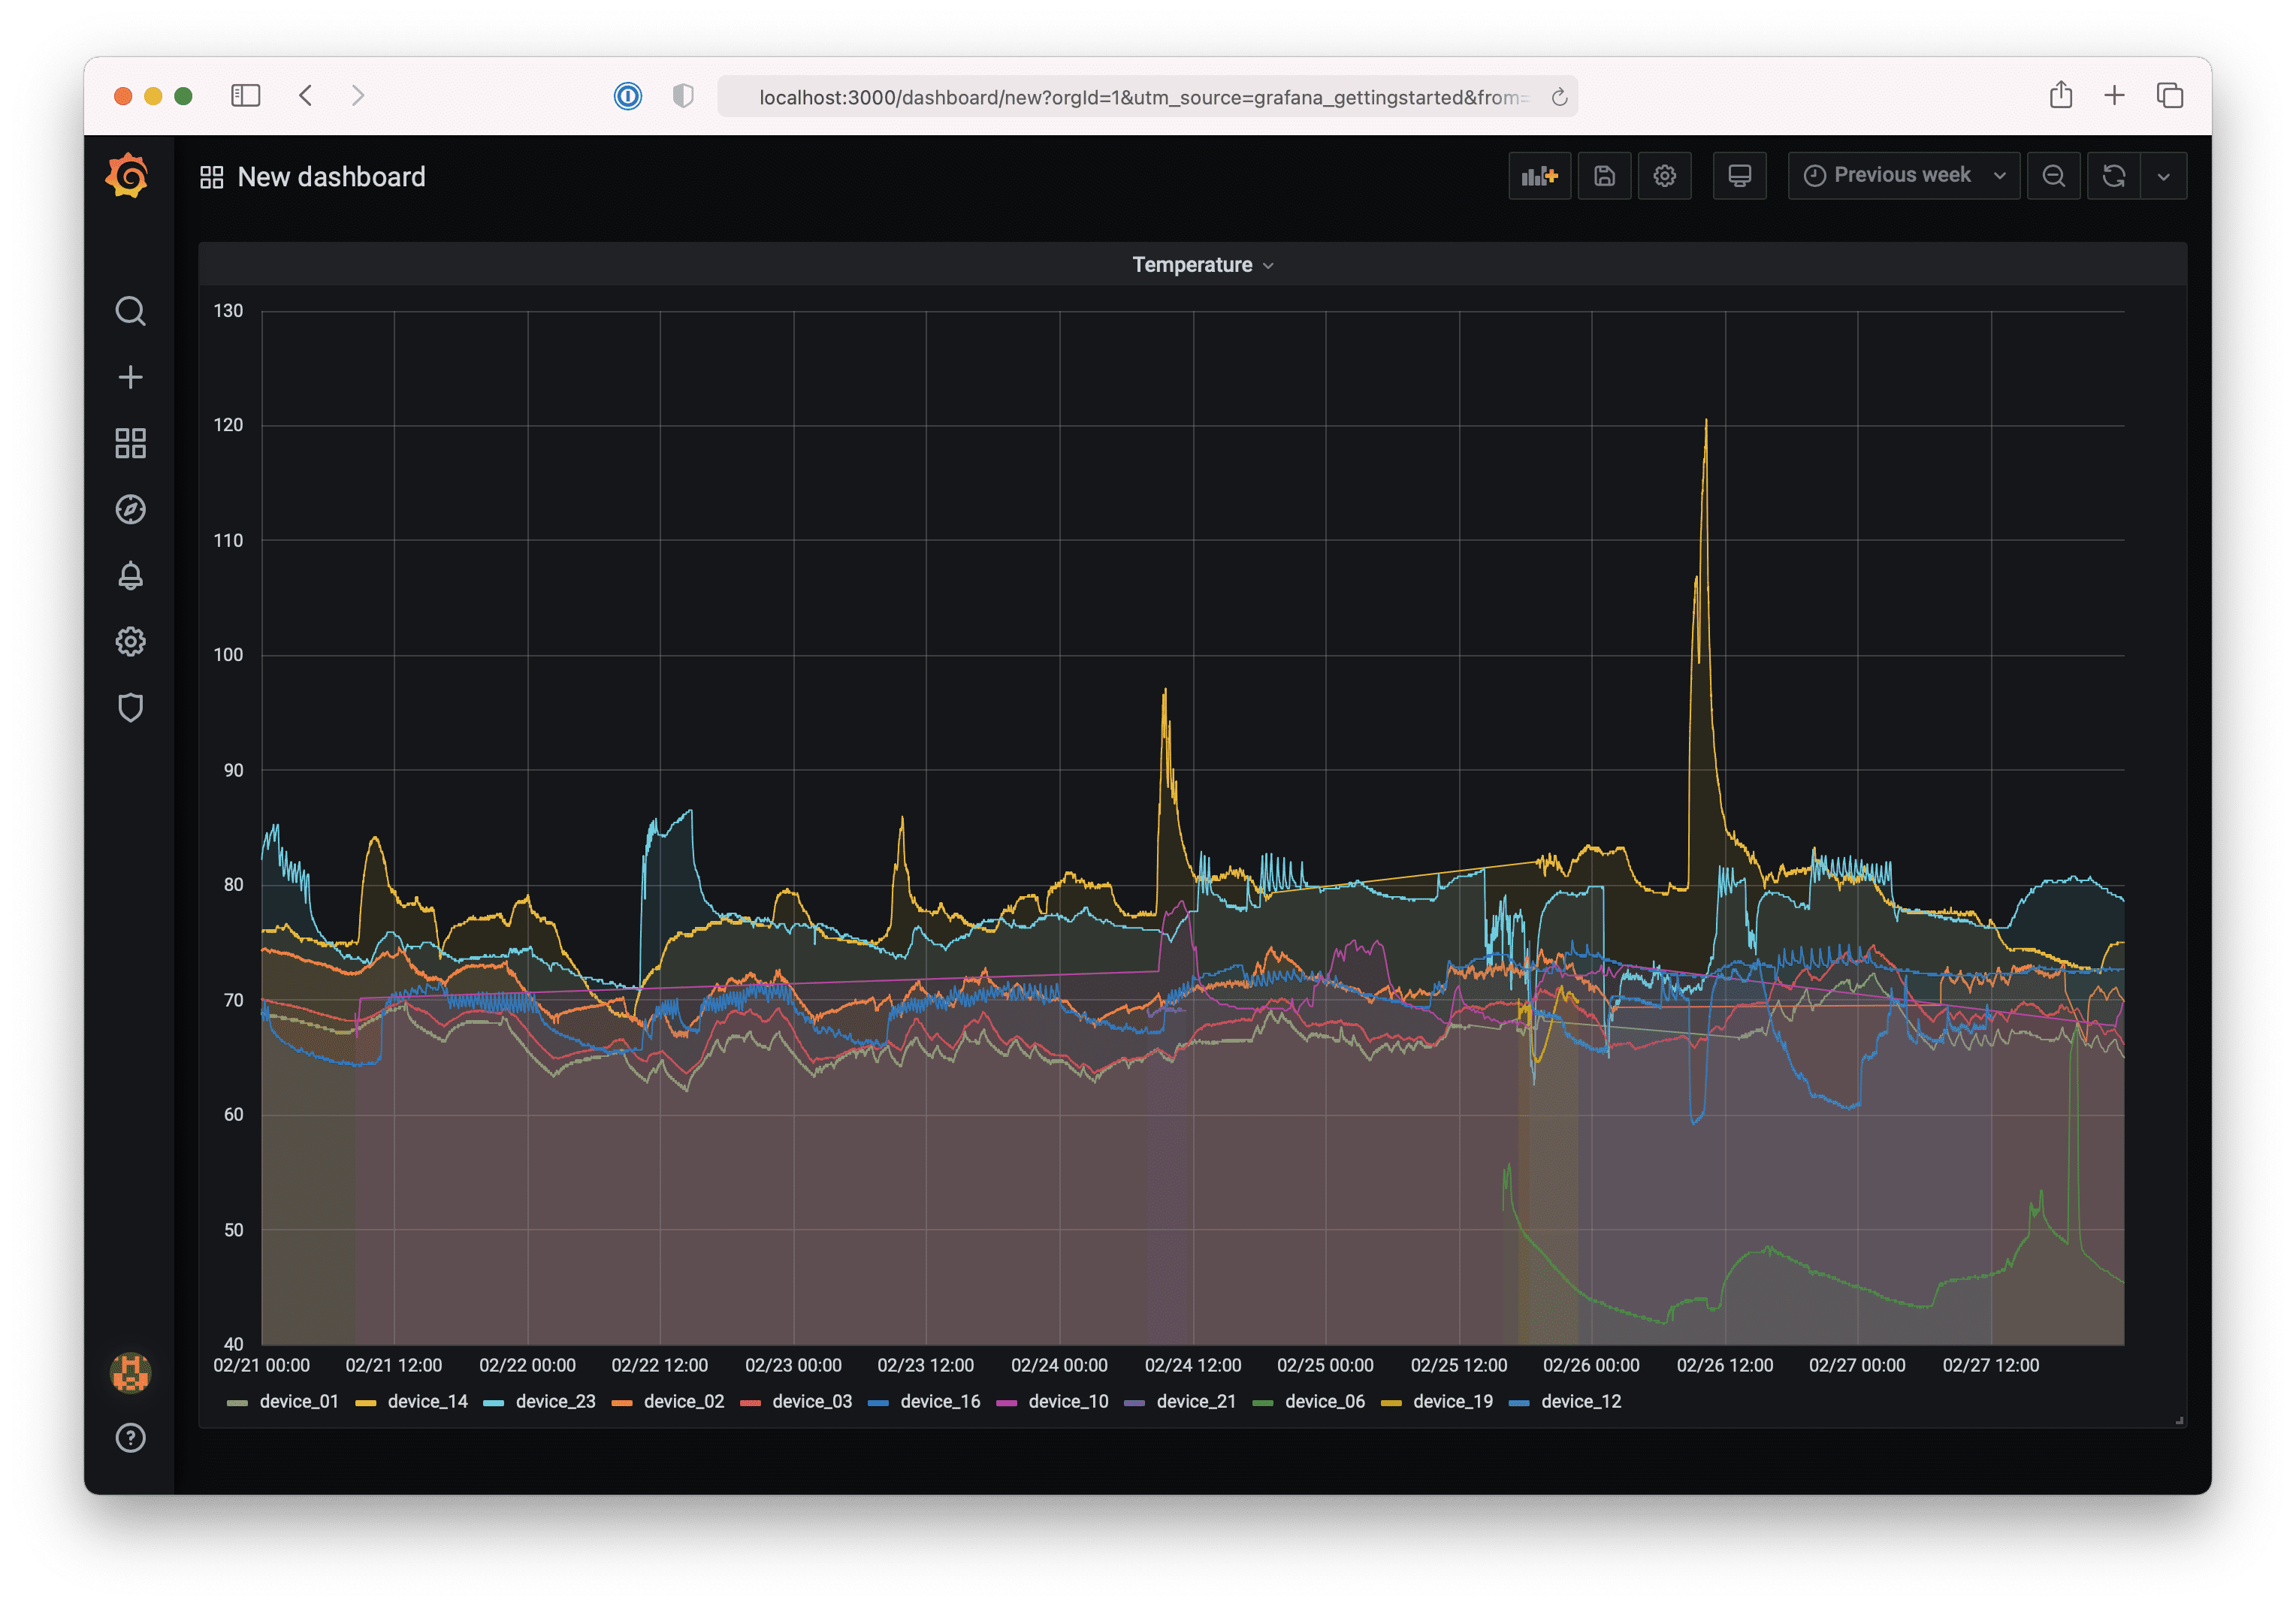 localhost:3000/dashboard/new?orgId=1&utm_source=grafana_gettingstarted&from=
New dashboard
Previous week
Temperature
130
120
110
100
90
80
70
60
50
40
02/21 00:00 02/21 12:00 02/22 00:00 02/22 12:00 02/23 00:00 02/23 12:00 02/24 00:00 02/24 12:00 02/25 00:00 02/25 12:00 02/26 00:00 02/26 12:00 02/27 00:00 02/27 12:00
device_01 device_14 device_23 device_02 device_03 device_16 device_10 device_21 device_06 device_19 device_12